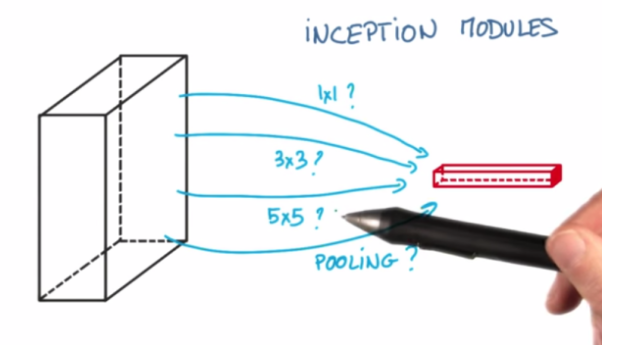 iNCEPTiON MODULES
1x1 ?
3x3 ?
5x5 ?
POOLiNG ?